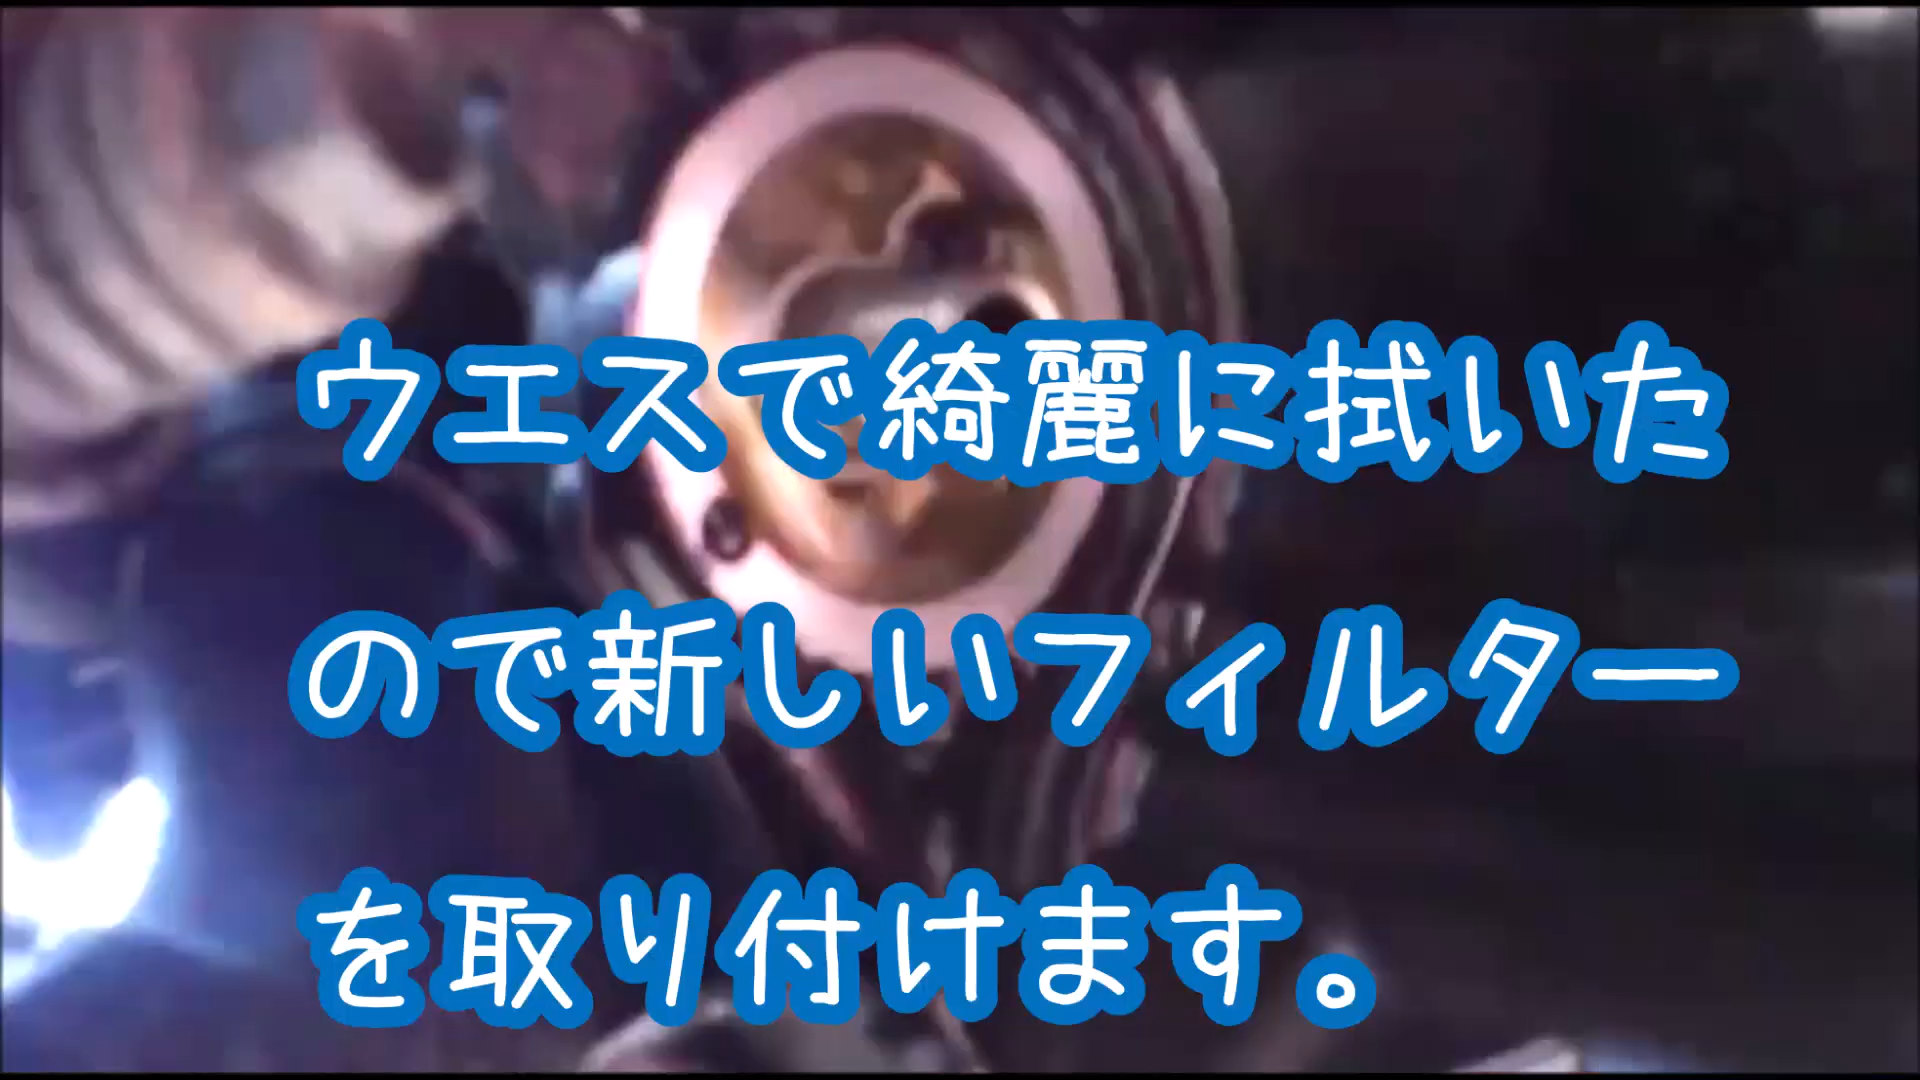 ウエスで綺麗に拭いた
ので新しいフィルター
を取り付けます。